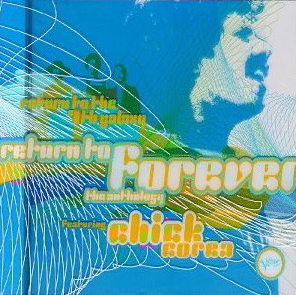 return to the
7th galaxy
return to
forever
the anthology
featuring
chick
corea
Verve